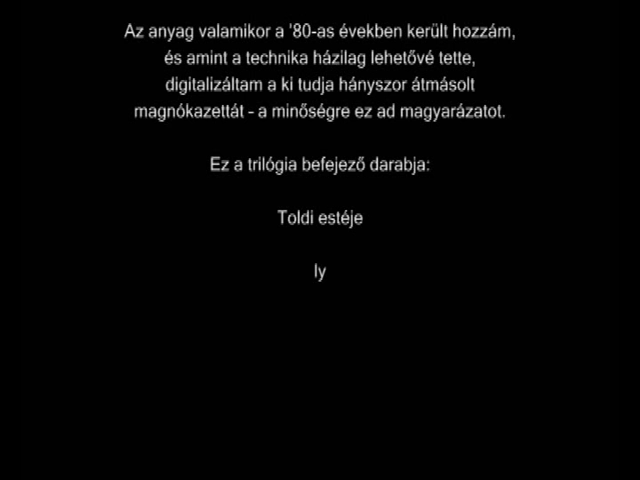 Az anyag valamikor a '80-as években került hozzám,
és amint a technika házilag lehetővé tette,
digitalizáltam a ki tudja hányszor átmásolt
magnókazettát - a minőségre ez ad magyarázatot.
Ez a trilógia befejező darabja:
Toldi estéje
ly